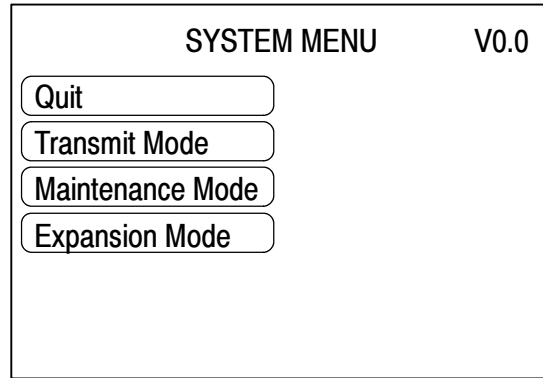 SYSTEM MENU V0.0
Quit
Transmit Mode
Maintenance Mode
Expansion Mode